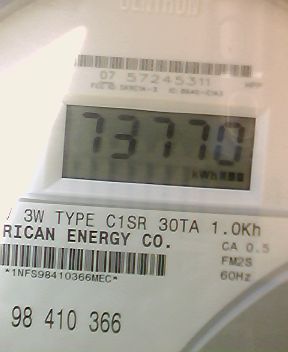 CENTRON
07 57245311
73770
kWh
3W TYPE C1SR 30TA 1.0Kh
RICAN ENERGY CO.
CA 0.5
FM2S
*1NFS98410366MEC*
60Hz
98 410 366